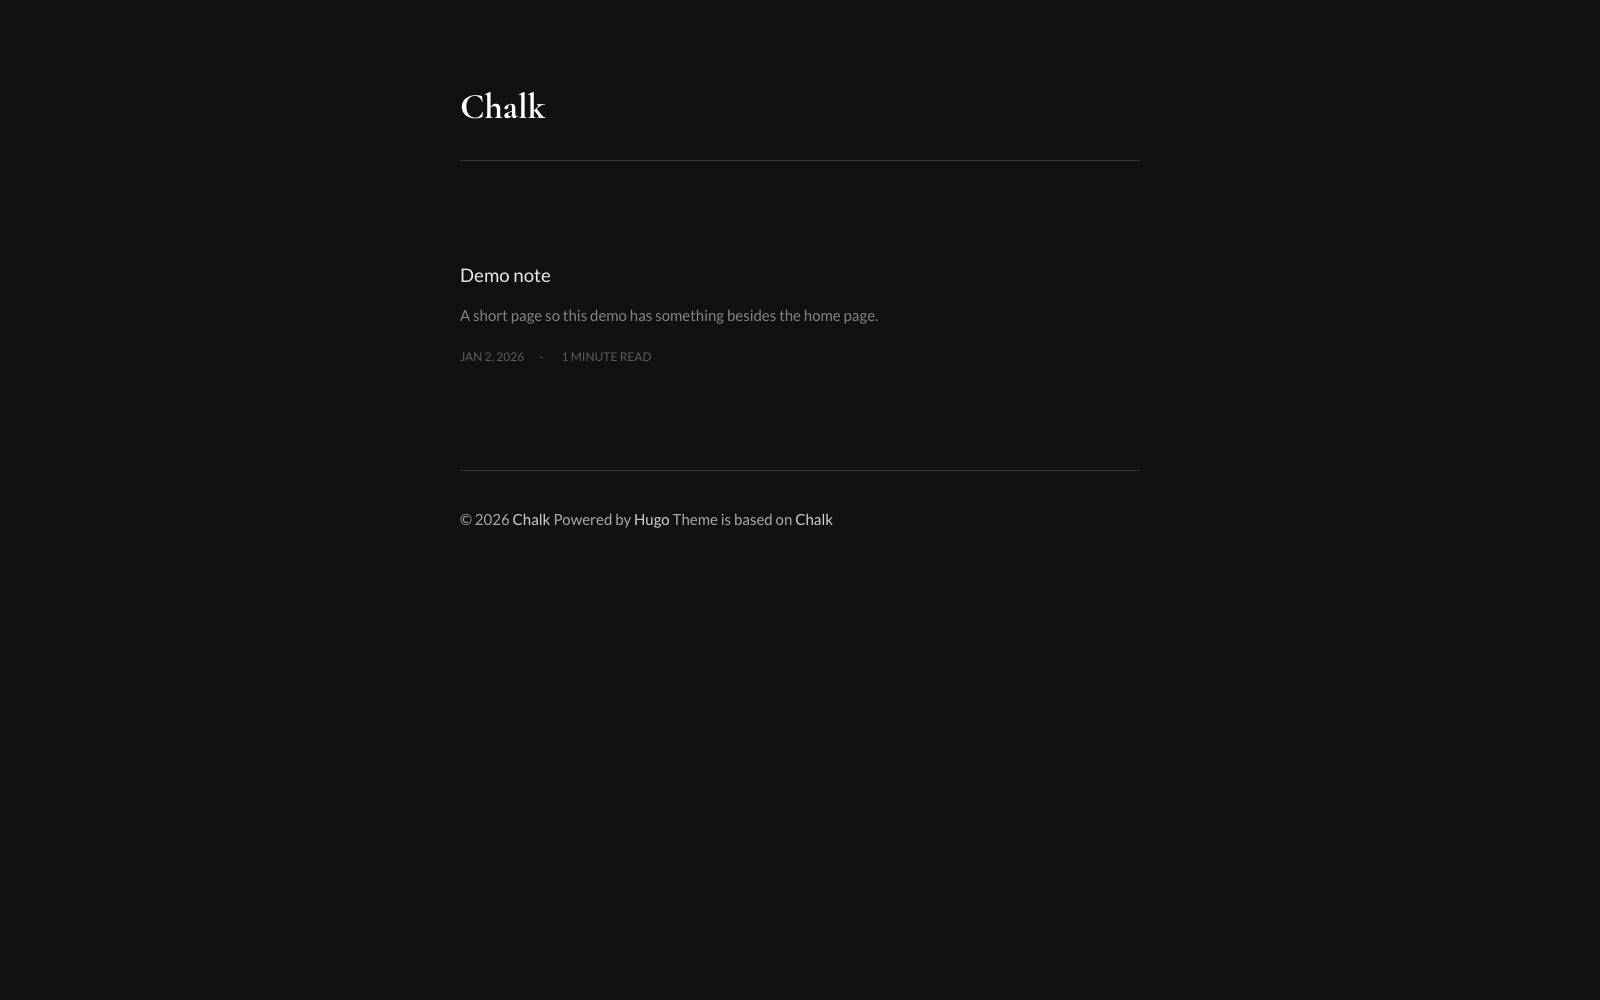 Chalk
Demo note
A short page so this demo has something besides the home page.
JAN 2, 2026 - 1 MINUTE READ
© 2026 Chalk Powered by Hugo Theme is based on Chalk